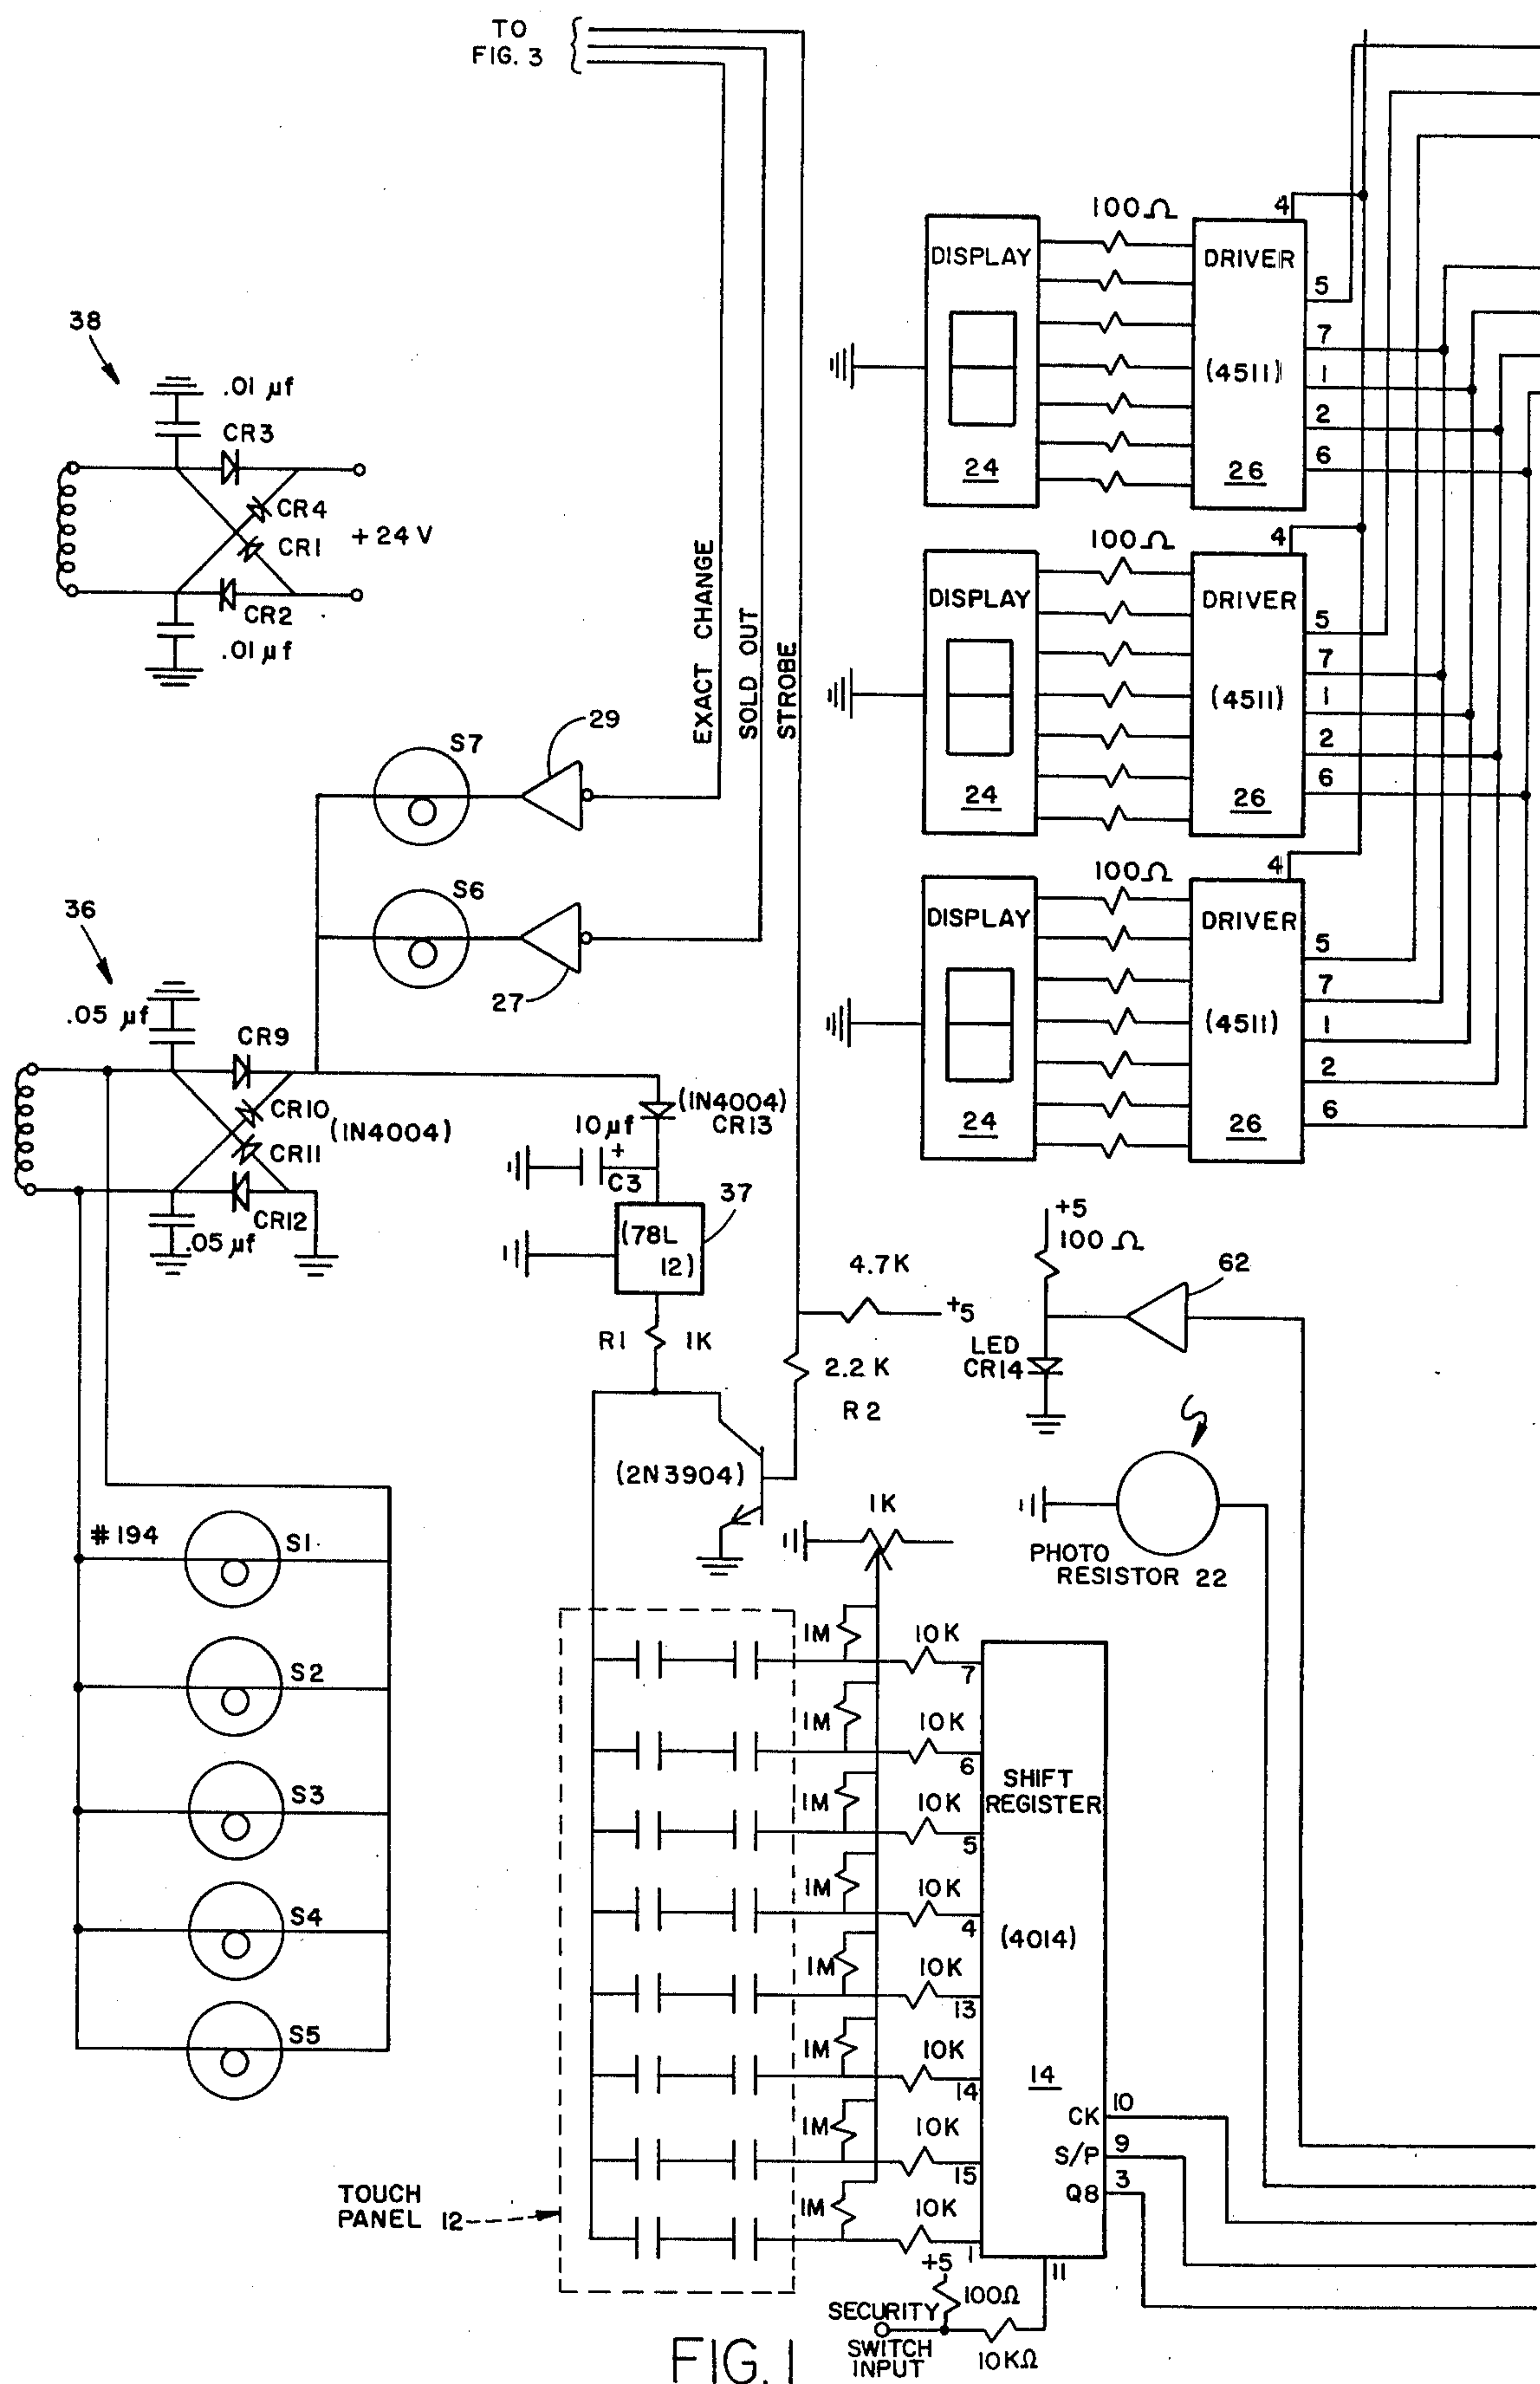 TO
FIG. 3
EXACT CHANGE
SOLD OUT
STROBE
38
.01 µf
CR3
CR4
CR1
+24V
CR2
.01 µf
S7
29
S6
27
36
.05 µf
CR9
CR10
(1N4004)
CR11
CR12
.05 µf
(1N4004)
CR13
10µf
+
C3
37
(78L
12)
R1
1K
4.7K
+5
2.2K
R2
(2N3904)
100Ω
4
DISPLAY
DRIVER
5
7
(4511)
1
2
24
26
6
100Ω
4
DISPLAY
DRIVER
5
7
(4511)
1
2
24
26
6
100Ω
4
DISPLAY
DRIVER
5
7
(4511)
1
2
24
26
6
+5
100Ω
62
LED
CR14
PHOTO
RESISTOR 22
#194
S1
S2
S3
S4
S5
1K
1M
10K
7
1M
10K
6
1M
10K
5
1M
10K
4
1M
10K
13
1M
10K
14
1M
10K
15
1M
10K
1
SHIFT
REGISTER
(4014)
14
CK
10
S/P
9
Q8
3
11
TOUCH
PANEL 12
+5
100Ω
SECURITY
SWITCH
INPUT
10KΩ
FIG. 1